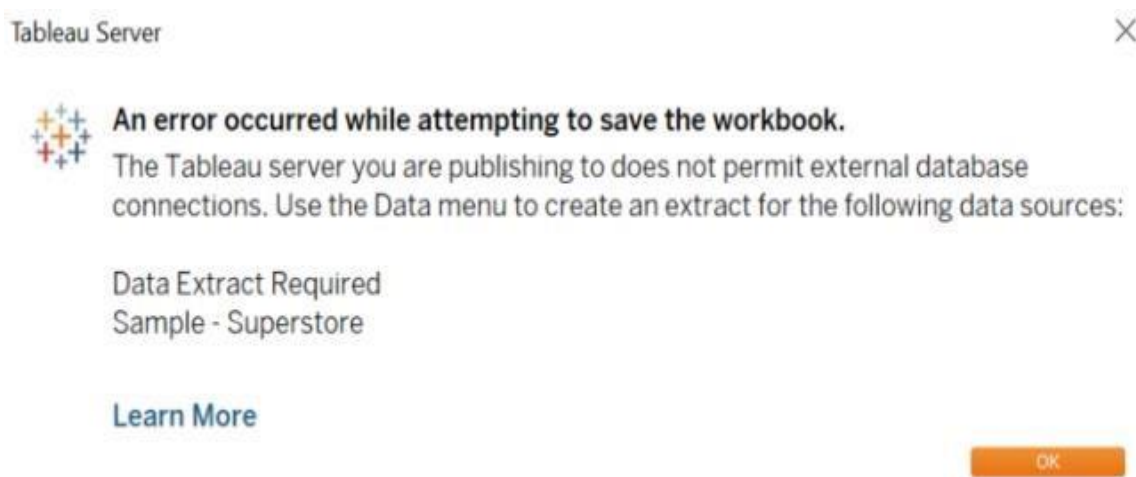 Tableau Server
An error occurred while attempting to save the workbook.
The Tableau server you are publishing to does not permit external database
connections. Use the Data menu to create an extract for the following data sources:
Data Extract Required
Sample - Superstore
Learn More
OK